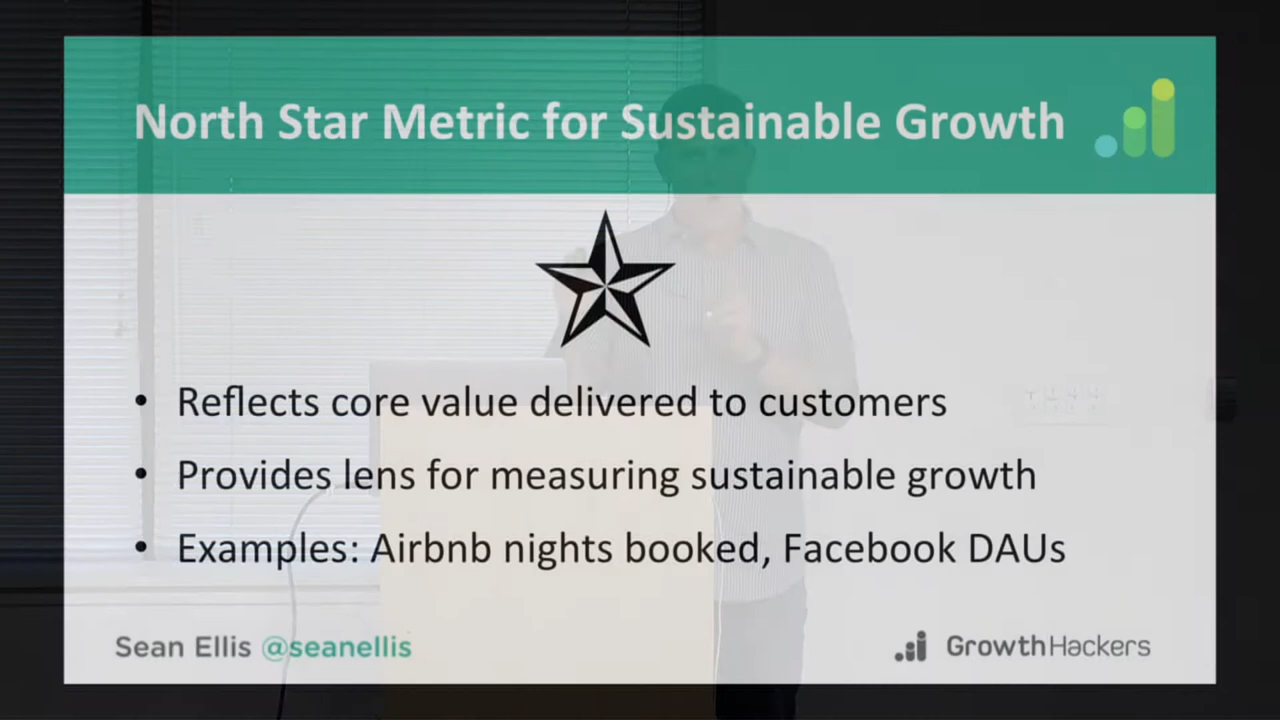 North Star Metric for Sustainable Growth
• Reflects core value delivered to customers
• Provides lens for measuring sustainable growth
• Examples: Airbnb nights booked, Facebook DAUs
Sean Ellis @seanellis
GrowthHackers